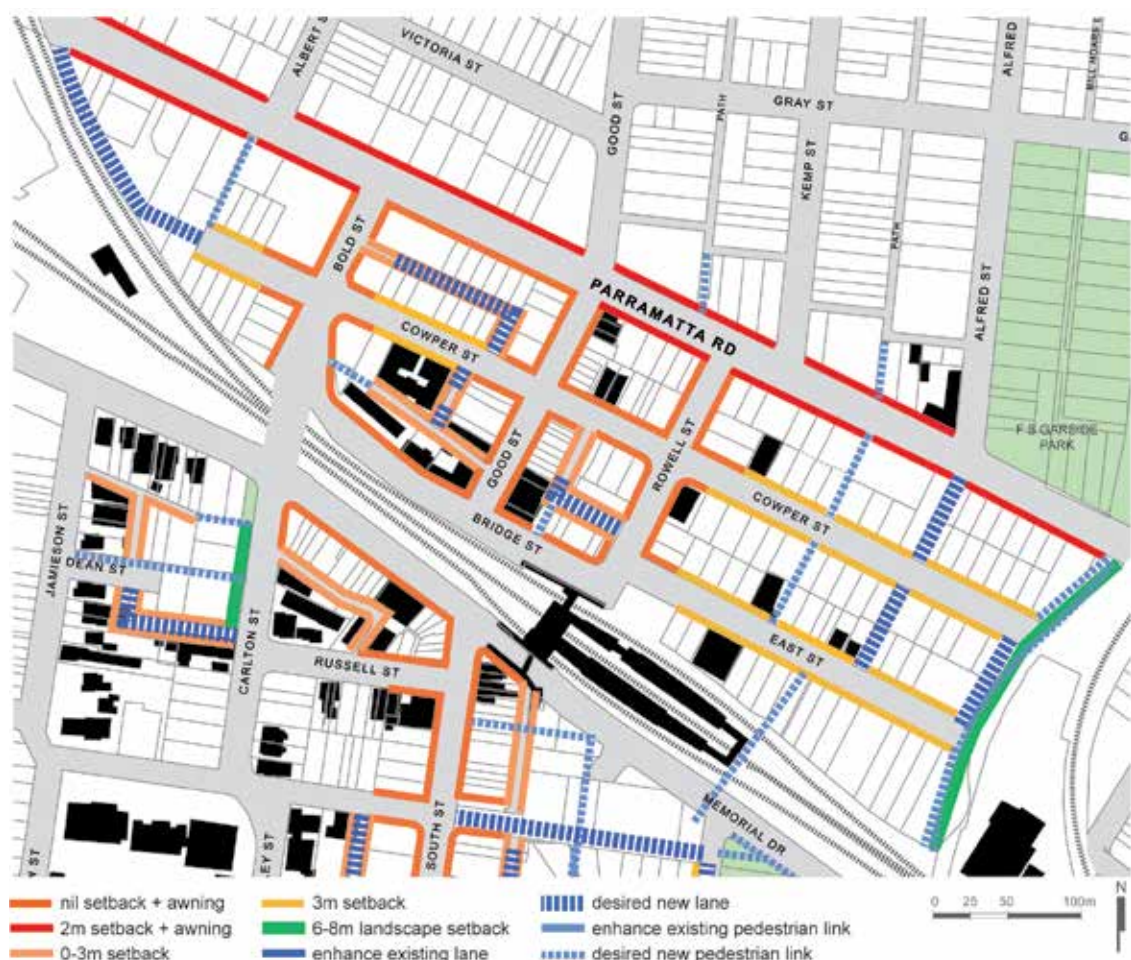 ALBERT S
VICTORIA ST
GOOD ST
PATH
GRAY ST
KEMP ST
PATH
ALFRED
ALFRED ST
G
F S GARSIDE
PARK
BOLD ST
PARRAMATTA RD
COWPER ST
GOOD ST
ROWELL ST
COWPER ST
BRIDGE ST
EAST ST
JAMIESON ST
DEAN ST
CARLTON ST
RUSSELL ST
SOUTH ST
MEMORIAL DR
Y ST
LEY ST
nil setback + awning
2m setback + awning
0-3m setback
3m setback
6-8m landscape setback
enhance existing lane
desired new lane
enhance existing pedestrian link
desired new pedestrian link
0 25 50 100m
N